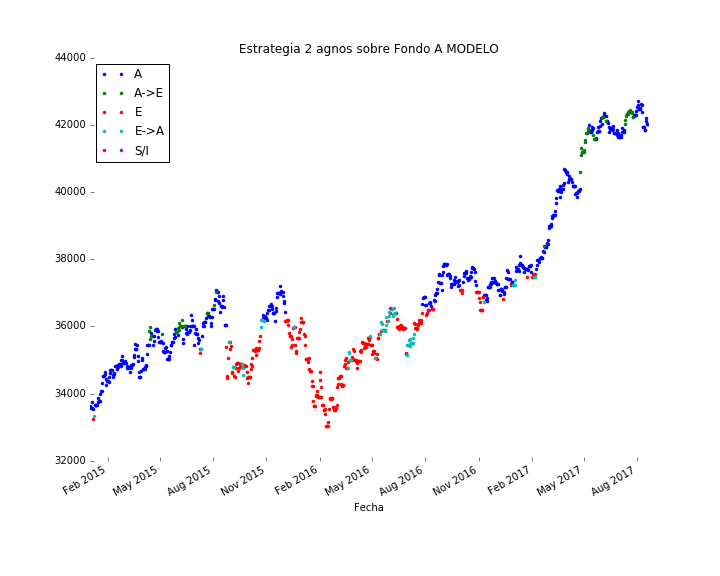 Estrategia 2 agnos sobre Fondo A MODELO
44000
42000
40000
38000
36000
34000
32000
A
A->E
E
E->A
S/I
Feb 2015
May 2015
Aug 2015
Nov 2015
Feb 2016
May 2016
Aug 2016
Nov 2016
Feb 2017
May 2017
Aug 2017
Fecha